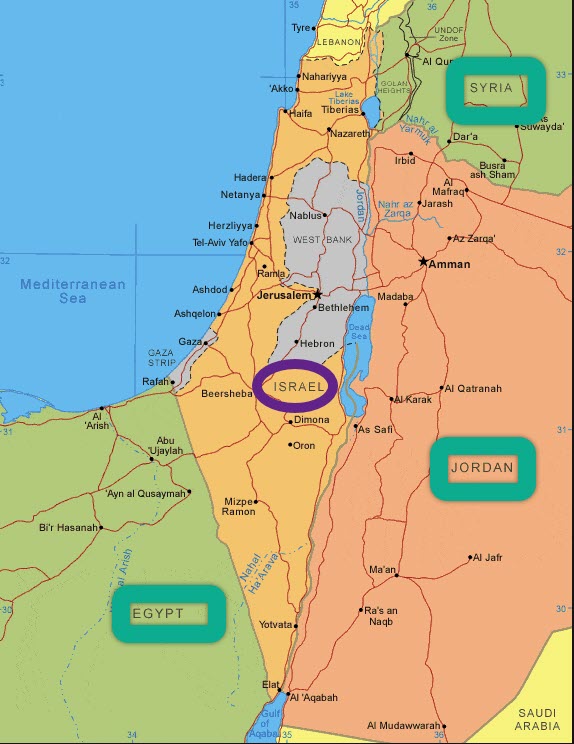 35
36
Tyre
UNDOF
Zone
LEBANON
Al Qun
33
GOLAN
HEIGHTS
SYRIA
Nahariyya
'Akko
Lake
Tiberias
Tiberias
Haifa
Nahr al
Yarmuk
As
Suwayda'
Nazareth
Dar'a
Irbid
Busra
ash Sham
Hadera
Al
Mafraq
Netanya
Jordan
Nahr az
Zarqa
Jarash
Nablus
Herzliyya
WEST BANK
Az Zarqa'
Tel-Aviv Yafo
32
32
Amman
Ramla
Mediterranean
Sea
Ashdod
Jerusalem
Madaba
Bethlehem
Ashqelon
Dead
Sea
Gaza
Hebron
GAZA
STRIP
Rafah
ISRAEL
Beersheba
Al Qatranah
Al Karak
Al
'Arish
Dimona
As Safi
31
31
Abu
'Ujaylah
Oron
JORDAN
'Ayn al Qusaymah
Mizpe
Ramon
Bi'r Hasanah
al Arish
Nahal
Ha'Arava
Al Jafr
Ma'an
30
30
EGYPT
Ra's an
Naqb
Yotvata
Elat
Al 'Aqabah
Gulf
of
Aqaba
SAUDI
ARABIA
Al Mudawwarah
35
36